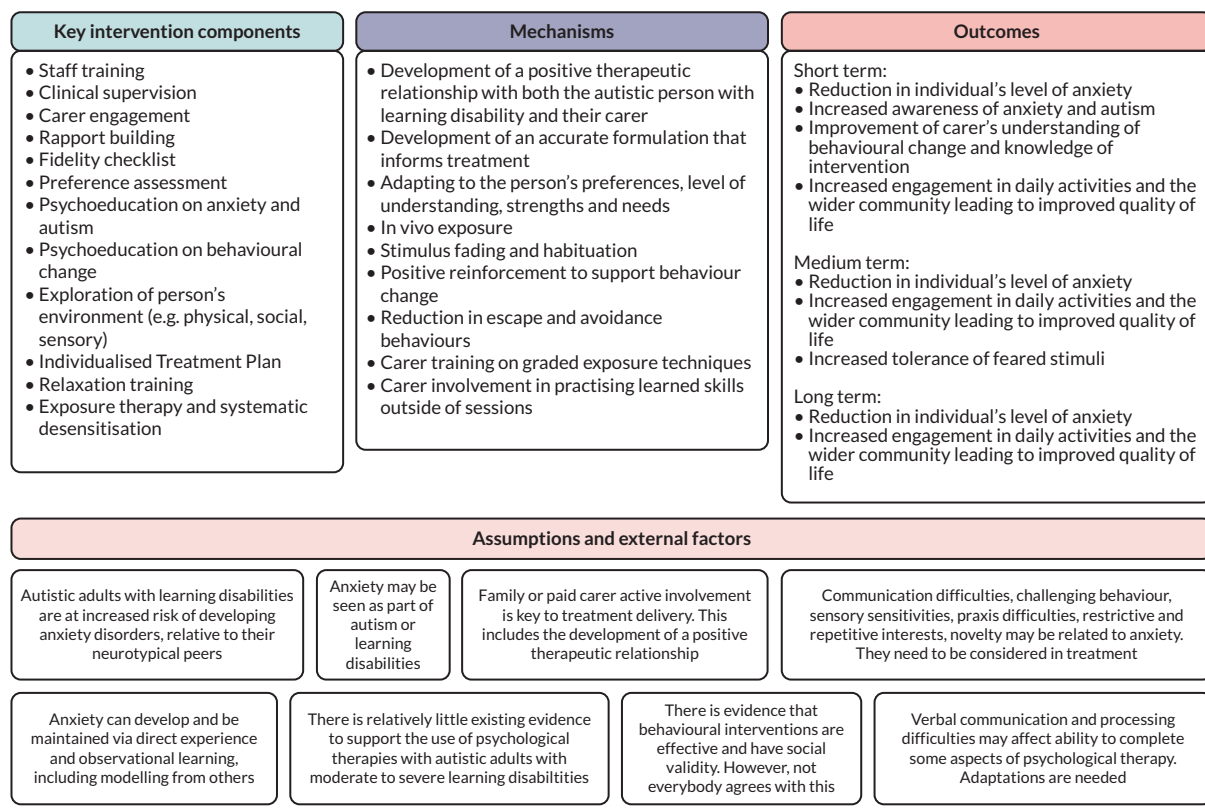 Key intervention components
• Staff training
• Clinical supervision
• Carer engagement
• Rapport building
• Fidelity checklist
• Preference assessment
• Psychoeducation on anxiety and
autism
• Psychoeducation on behavioural
change
• Exploration of person's
environment (e.g. physical, social,
sensory)
• Individualised Treatment Plan
• Relaxation training
• Exposure therapy and systematic
desensitisation
Mechanisms
• Development of a positive therapeutic
relationship with both the autistic person with
learning disability and their carer
• Development of an accurate formulation that
informs treatment
• Adapting to the person's preferences, level of
understanding, strengths and needs
• In vivo exposure
• Stimulus fading and habituation
• Positive reinforcement to support behaviour
change
• Reduction in escape and avoidance
behaviours
• Carer training on graded exposure techniques
• Carer involvement in practising learned skills
outside of sessions
Outcomes
Short term:
• Reduction in individual's level of anxiety
• Increased awareness of anxiety and autism
• Improvement of carer's understanding of
behavioural change and knowledge of
intervention
• Increased engagement in daily activities and the
wider community leading to improved quality of
life
Medium term:
• Reduction in individual's level of anxiety
• Increased engagement in daily activities and the
wider community leading to improved quality of
life
• Increased tolerance of feared stimuli
Long term:
• Reduction in individual's level of anxiety
• Increased engagement in daily activities and the
wider community leading to improved quality of
life
Assumptions and external factors
Autistic adults with learning disabilities
are at increased risk of developing
anxiety disorders, relative to their
neurotypical peers
Anxiety may be
seen as part of
autism or
learning
disabilities
Family or paid carer active involvement
is key to treatment delivery. This
includes the development of a positive
therapeutic relationship
Communication difficulties, challenging behaviour,
sensory sensitivities, praxis difficulties, restrictive and
repetitive interests, novelty may be related to anxiety.
They need to be considered in treatment
Anxiety can develop and be
maintained via direct experience
and observational learning,
including modelling from others
There is relatively little existing evidence
to support the use of psychological
therapies with autistic adults with
moderate to severe learning disabiltities
There is evidence that
behavioural interventions are
effective and have social
validity. However, not
everybody agrees with this
Verbal communication and processing
difficulties may affect ability to complete
some aspects of psychological therapy.
Adaptations are needed